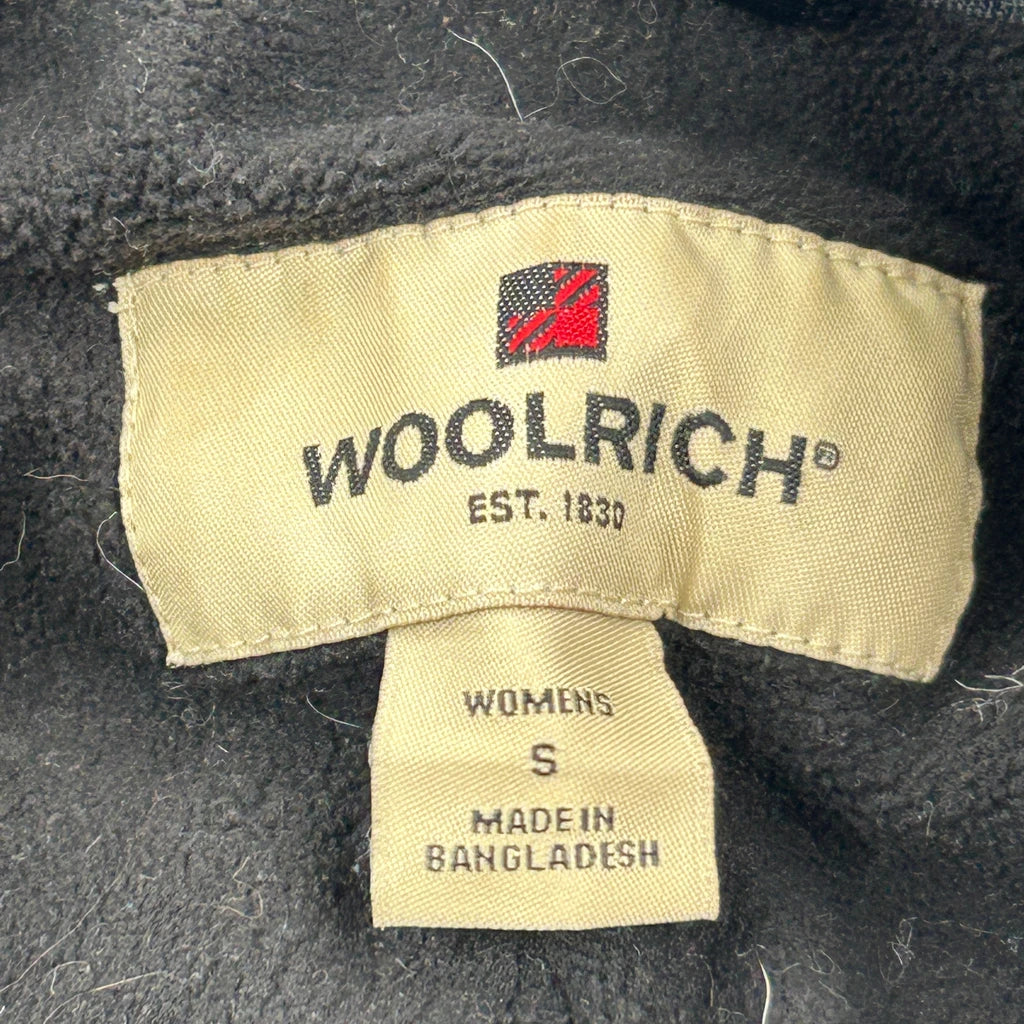 WOOLRICH®
EST. 1830
WOMENS
S
MADE IN
BANGLADESH